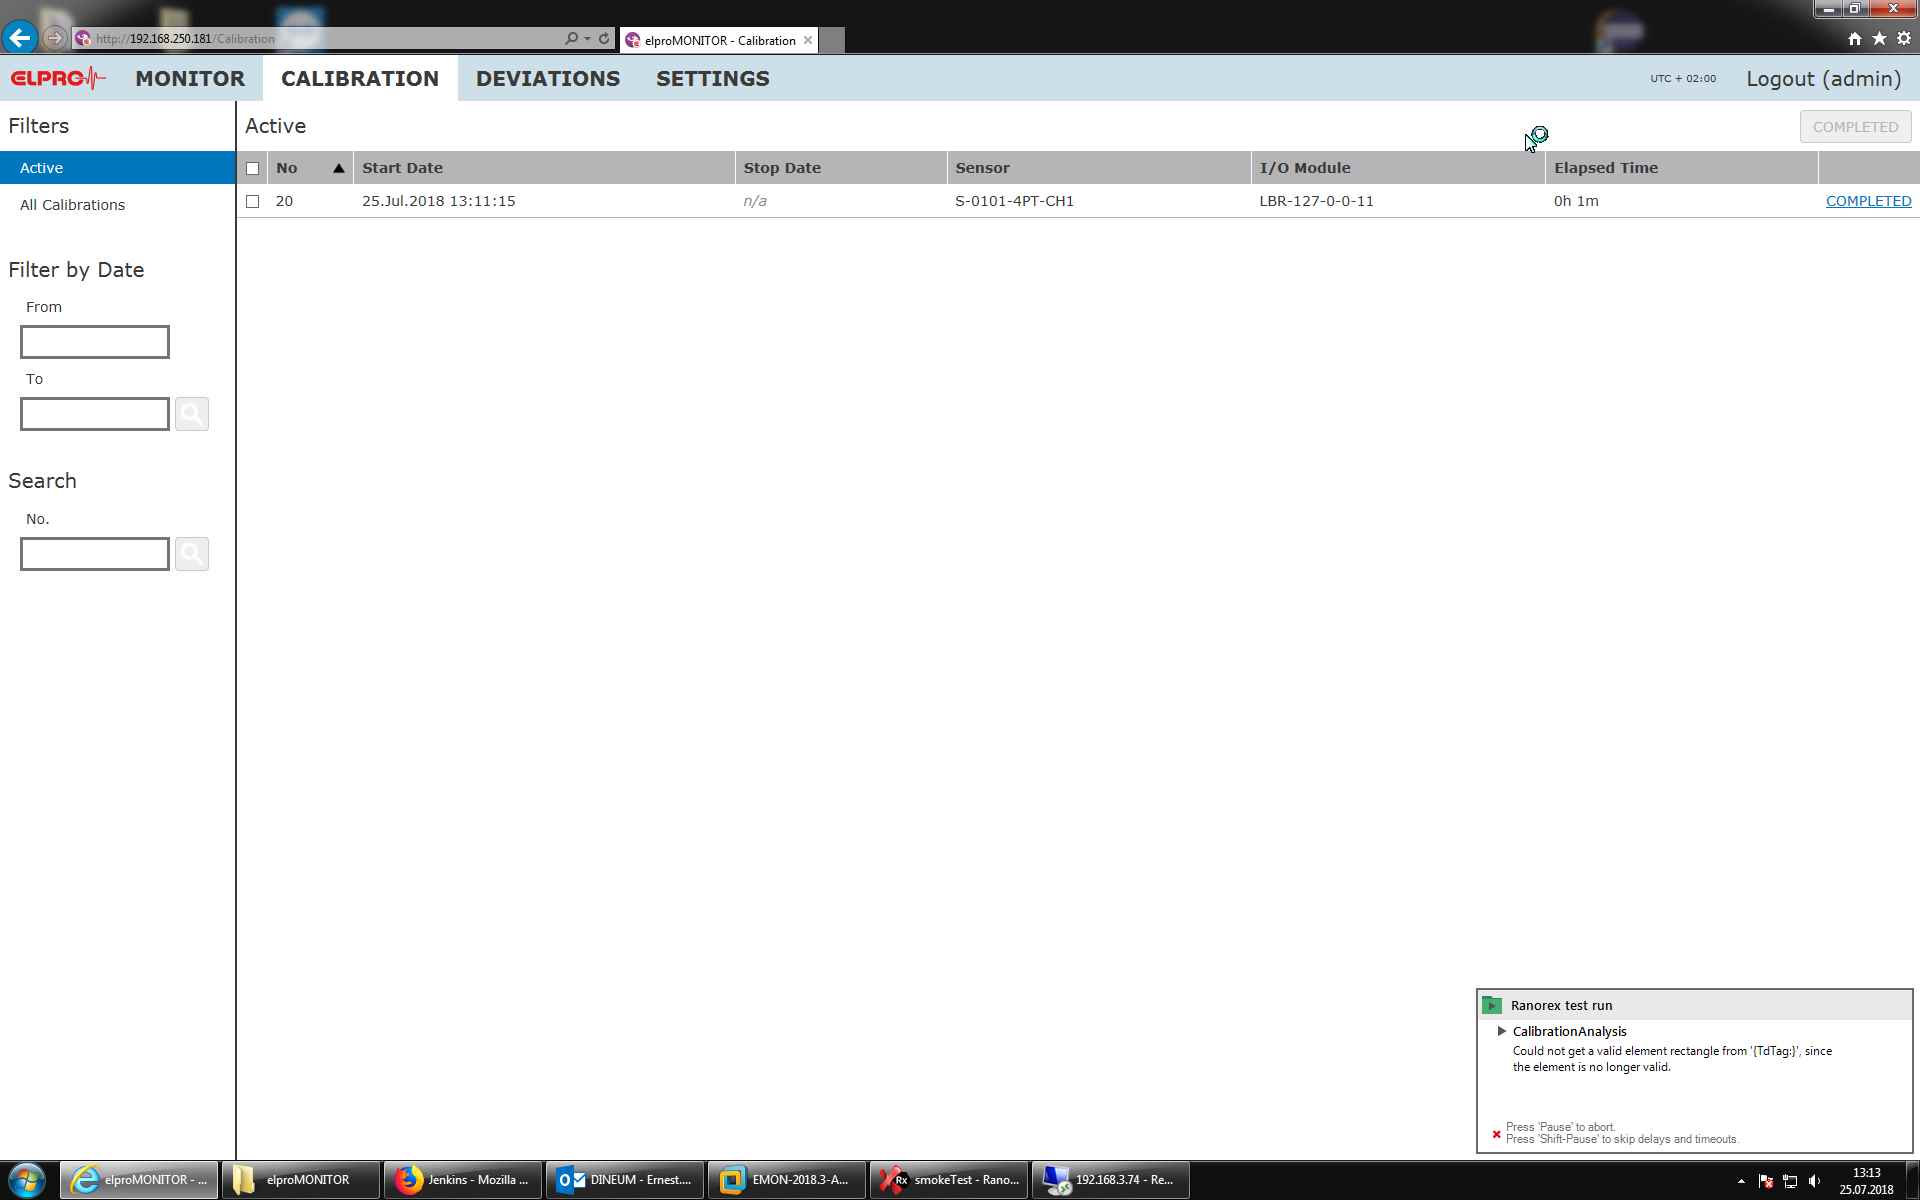 http://192.168.250.181/Calibration
elproMONITOR - Calibration
ELPRO
MONITOR
CALIBRATION
DEVIATIONS
SETTINGS
UTC + 02:00
Logout (admin)
Filters
Active
COMPLETED
Active
No
Start Date
Stop Date
Sensor
I/O Module
Elapsed Time
All Calibrations
20
25.Jul.2018 13:11:15
n/a
S-0101-4PT-CH1
LBR-127-0-0-11
0h 1m
COMPLETED
Filter by Date
From
To
Search
No.
Ranorex test run
CalibrationAnalysis
Could not get a valid element rectangle from '{TdTag:}', since
the element is no longer valid.
Press 'Pause' to abort.
Press 'Shift-Pause' to skip delays and timeouts.
elproMONITOR - ...
elproMONITOR
Jenkins - Mozilla ...
DINEUM - Ernest....
EMON-2018.3-A...
Rx
smokeTest - Rano...
192.168.3.74 - Re...
13:13
25.07.2018